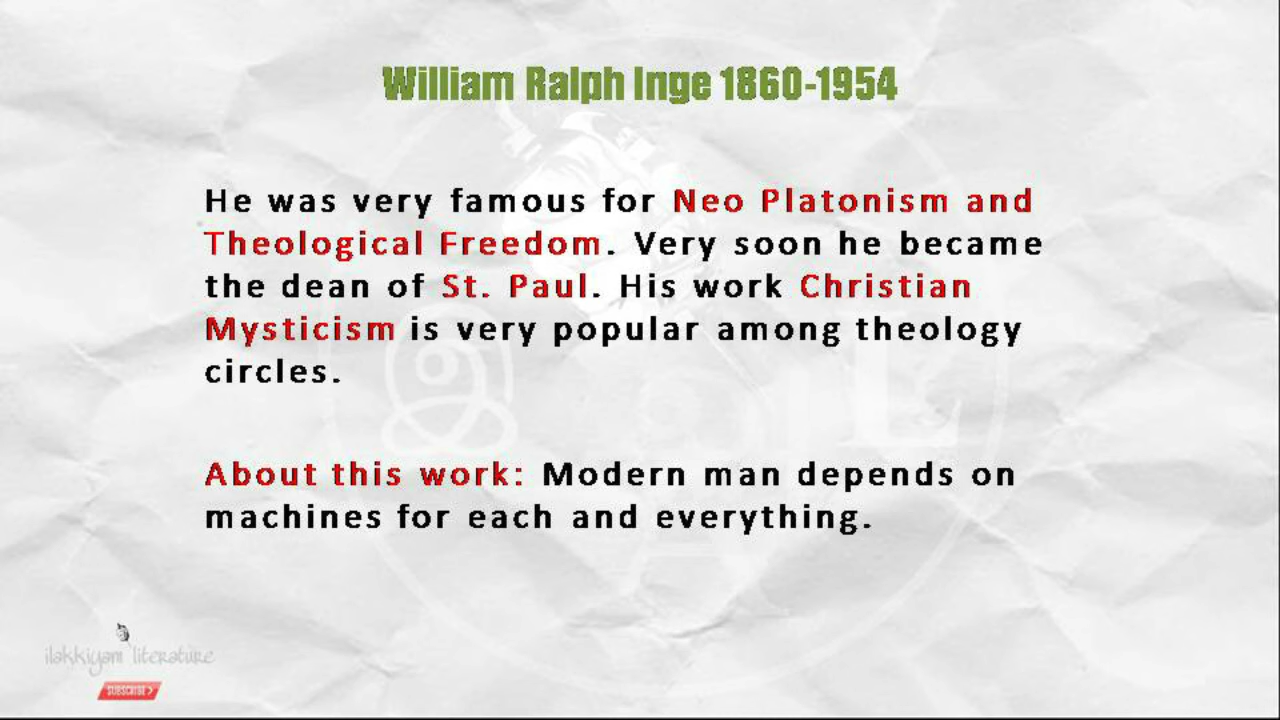 William Ralph Inge 1860-1954
He was very famous for Neo Platonism and
Theological Freedom. Very soon he became
the dean of St. Paul. His work Christian
Mysticism is very popular among theology
circles.
About this work: Modern man depends on
machines for each and everything.
ilakkiyam literature
SUBSCRIBE >